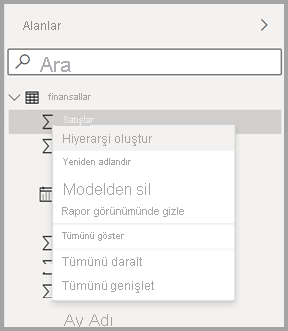 Alanlar
Ara
finansallar
Satışlar
Hiyerarşi oluştur
Yeniden adlandır
Modelden sil
Rapor görünümünde gizle
Tümünü göster
Tümünü daralt
Tümünü genişlet
Ay Adı